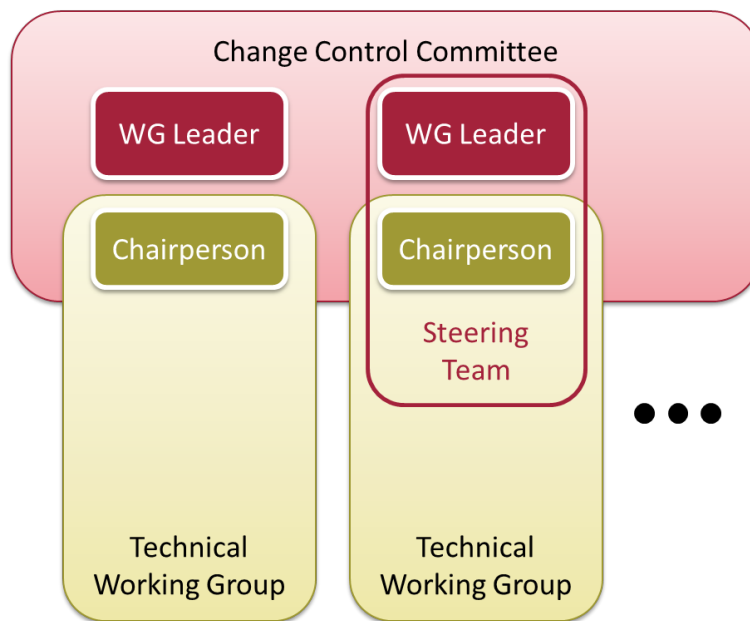 Change Control Committee
WG Leader
WG Leader
Chairperson
Chairperson
Steering
Team
Technical
Working Group
Technical
Working Group